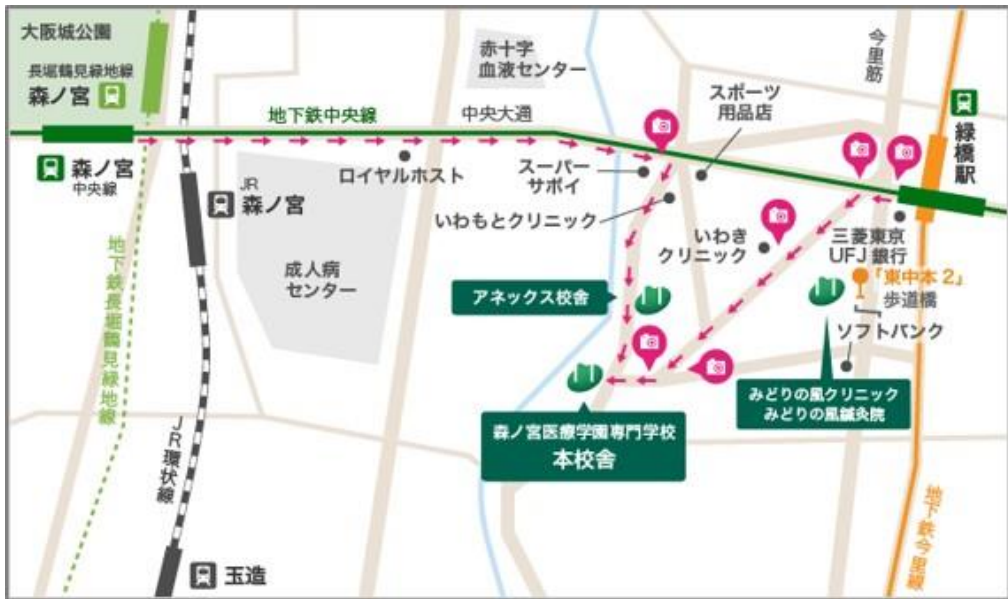 大阪城公園
長堀鶴見緑地線
森ノ宮
地下鉄中央線
中央大通
赤十字
血液センター
スポーツ
用品店
今里筋
緑橋駅
森ノ宮
中央線
JR
森ノ宮
ロイヤルホスト
スーパー
サポイ
いわもとクリニック
いわき
クリニック
三菱東京
UFJ銀行
「東中本2」
歩道橋
ソフトバンク
成人病
センター
アネックス校舎
みどりの風クリニック
みどりの風鍼灸院
森ノ宮医療学園専門学校
本校舎
地下鉄長堀鶴見緑地線
JR環状線
玉造
地下鉄今里線